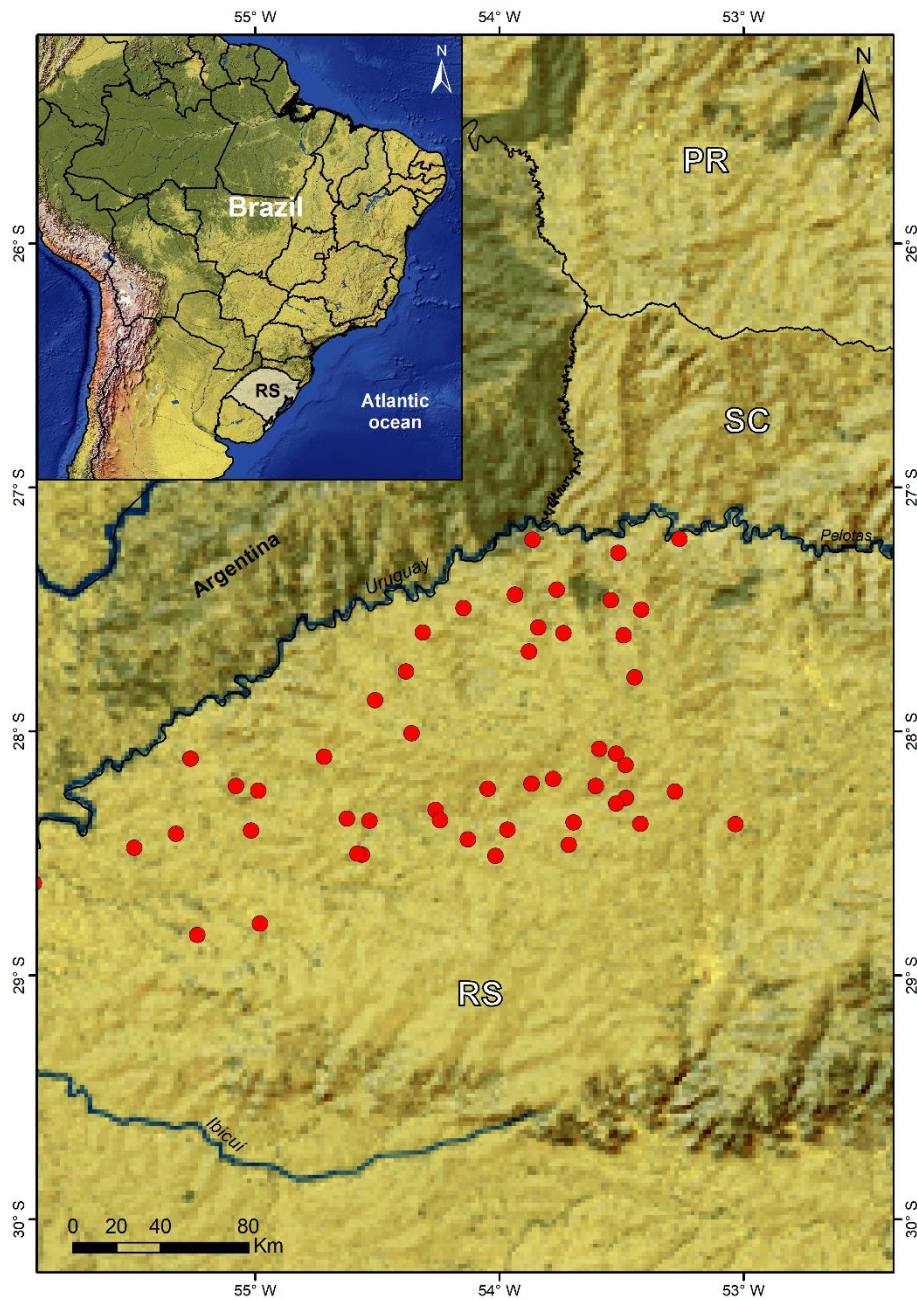 55° W
54° W
53° W
N
N
PR
Brazil
26° S
26° S
RS
Atlantic
ocean
SC
27° S
27° S
Pelotas
Argentina
Uruguay
28° S
28° S
29° S
29° S
RS
Ibicuí
30° S
30° S
0 20 40 80
Km
55° W
54° W
53° W